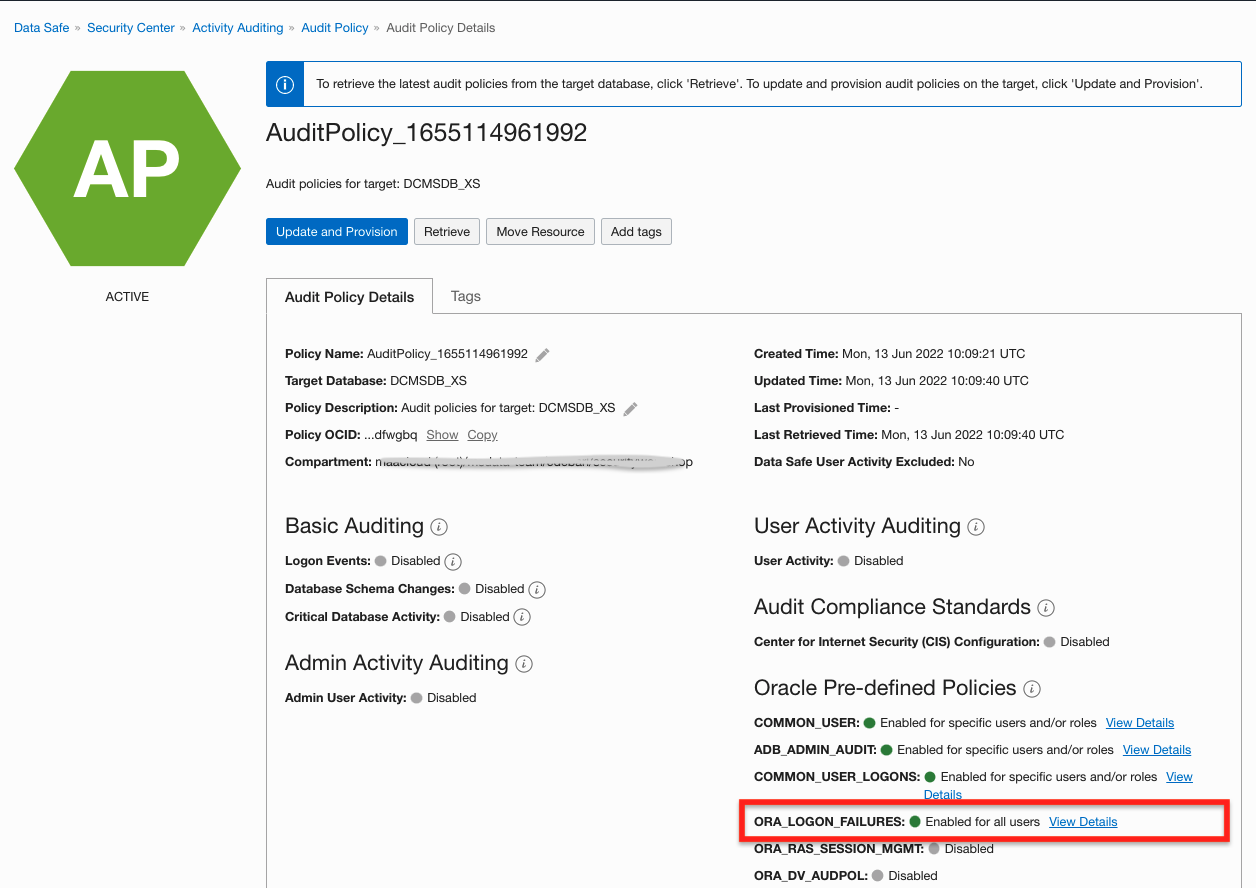 Data Safe » Security Center » Activity Auditing » Audit Policy » Audit Policy Details
AP
ACTIVE
To retrieve the latest audit policies from the target database, click 'Retrieve'. To update and provision audit policies on the target, click 'Update and Provision'.
AuditPolicy_1655114961992
Audit policies for target: DCMSDB_XS
Update and Provision Retrieve Move Resource Add tags
Audit Policy Details Tags
Policy Name: AuditPolicy_1655114961992
Target Database: DCMSDB_XS
Policy Description: Audit policies for target: DCMSDB_XS
Policy OCID: ...dfwgbq Show Copy
Compartment:
Created Time: Mon, 13 Jun 2022 10:09:21 UTC
Updated Time: Mon, 13 Jun 2022 10:09:40 UTC
Last Provisioned Time: -
Last Retrieved Time: Mon, 13 Jun 2022 10:09:40 UTC
Data Safe User Activity Excluded: No
Basic Auditing
Logon Events: Disabled
Database Schema Changes: Disabled
Critical Database Activity: Disabled
Admin Activity Auditing
Admin User Activity: Disabled
User Activity Auditing
User Activity: Disabled
Audit Compliance Standards
Center for Internet Security (CIS) Configuration: Disabled
Oracle Pre-defined Policies
COMMON_USER: Enabled for specific users and/or roles View Details
ADB_ADMIN_AUDIT: Enabled for specific users and/or roles View Details
COMMON_USER_LOGONS: Enabled for specific users and/or roles View
Details
ORA_LOGON_FAILURES: Enabled for all users View Details
ORA_RAS_SESSION_MGMT: Disabled
ORA_DV_AUDPOL: Disabled